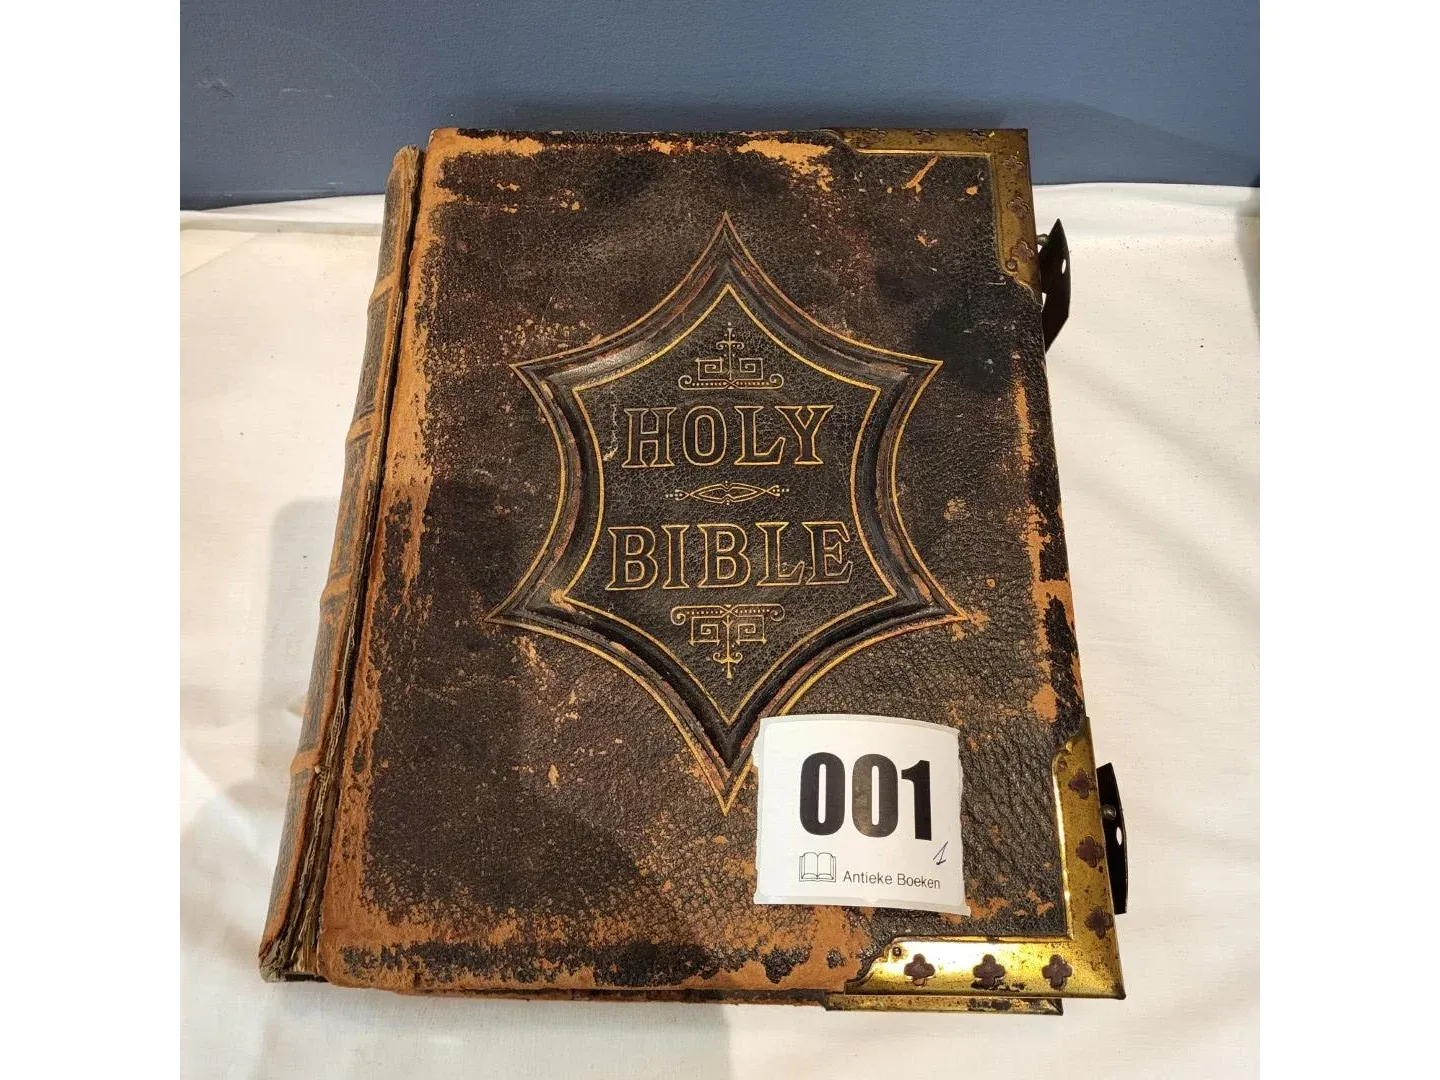 HOLY
BIBLE
001
1
Antieke Boeken